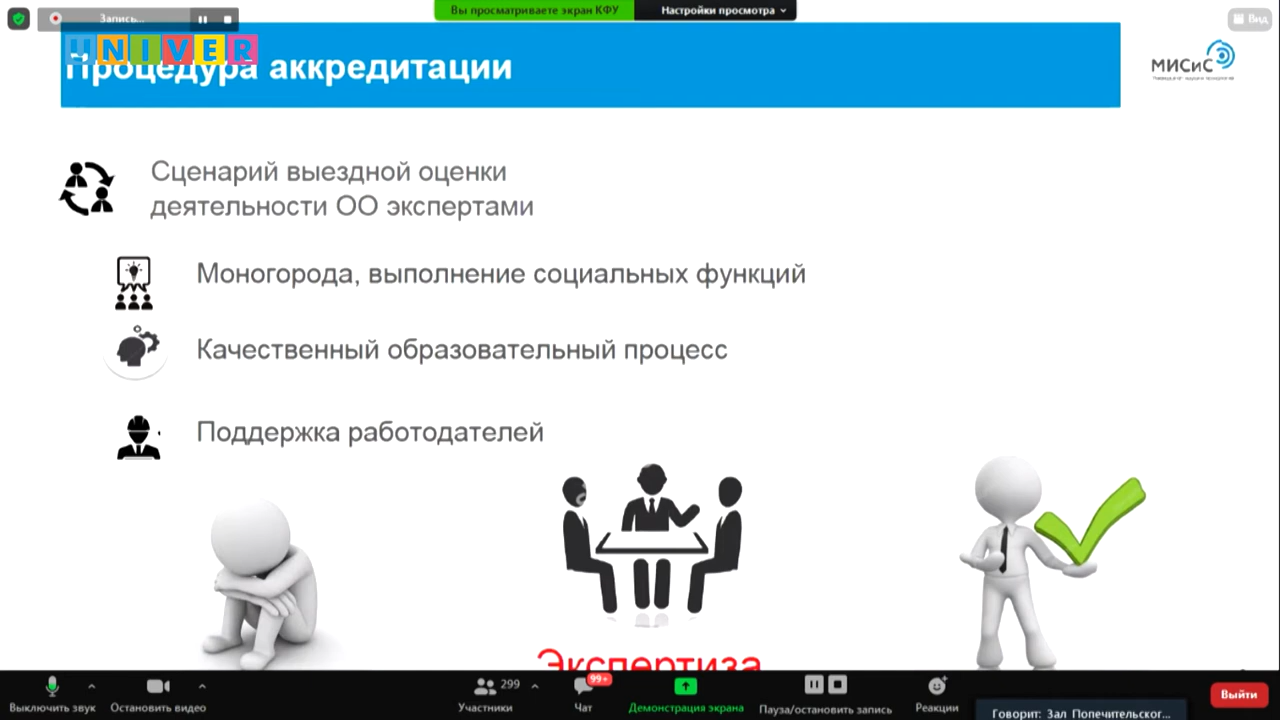 Запись...
Вы просматриваете экран КФУ
Настройки просмотра
Вид
UNIVER
Процедура аккредитации
МИСиС
Сценарий выездной оценки
деятельности ОО экспертами
Моногорода, выполнение социальных функций
Качественный образовательный процесс
Поддержка работодателей
Экспертиза
299
99+
Выключить звук
Остановить видео
Участники
Чат
Демонстрация экрана
Пауза/остановить запись
Реакции
Говорит: Зал Попечительског...
Выйти